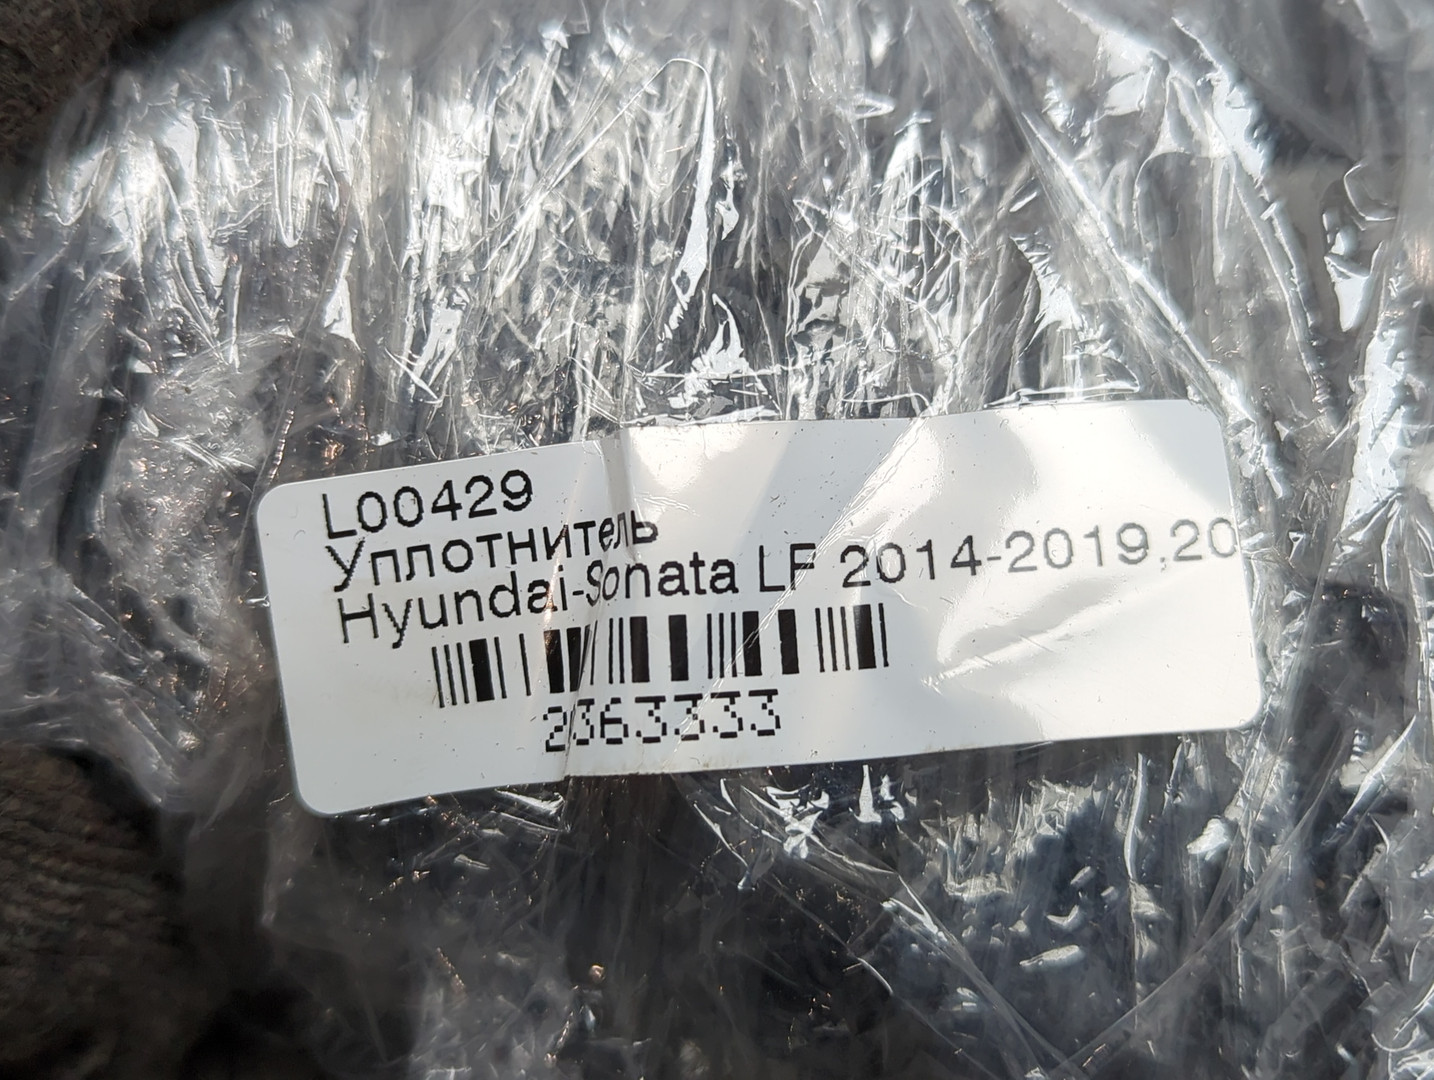 L00429
Уплотнитель
Hyundai-Sonata LF 2014-2019,20
2363333